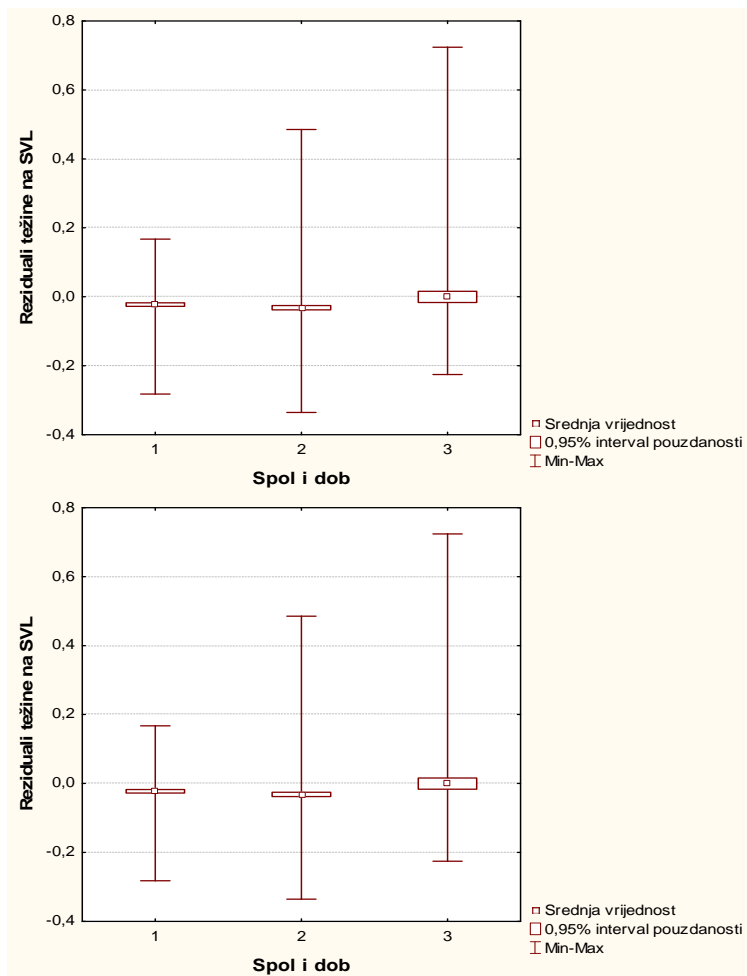 0,8
0,6
0,4
0,2
0,0
-0,2
-0,4
Reziduali težine na SVL
1 2 3
Spol i dob
Srednja vrijednost
0,95% interval pouzdanosti
Min-Max
0,8
0,6
0,4
0,2
0,0
-0,2
-0,4
Reziduali težine na SVL
1 2 3
Spol i dob
Srednja vrijednost
0,95% interval pouzdanosti
Min-Max